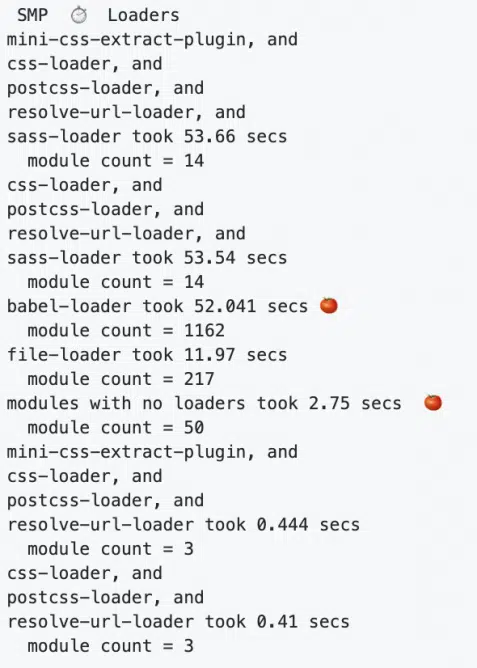 SMP ⏱ Loaders
mini-css-extract-plugin, and
css-loader, and
postcss-loader, and
resolve-url-loader, and
sass-loader took 53.66 secs
  module count = 14
css-loader, and
postcss-loader, and
resolve-url-loader, and
sass-loader took 53.54 secs
  module count = 14
babel-loader took 52.041 secs 🍅
  module count = 1162
file-loader took 11.97 secs
  module count = 217
modules with no loaders took 2.75 secs 🍅
  module count = 50
mini-css-extract-plugin, and
css-loader, and
postcss-loader, and
resolve-url-loader took 0.444 secs
  module count = 3
css-loader, and
postcss-loader, and
resolve-url-loader took 0.41 secs
  module count = 3